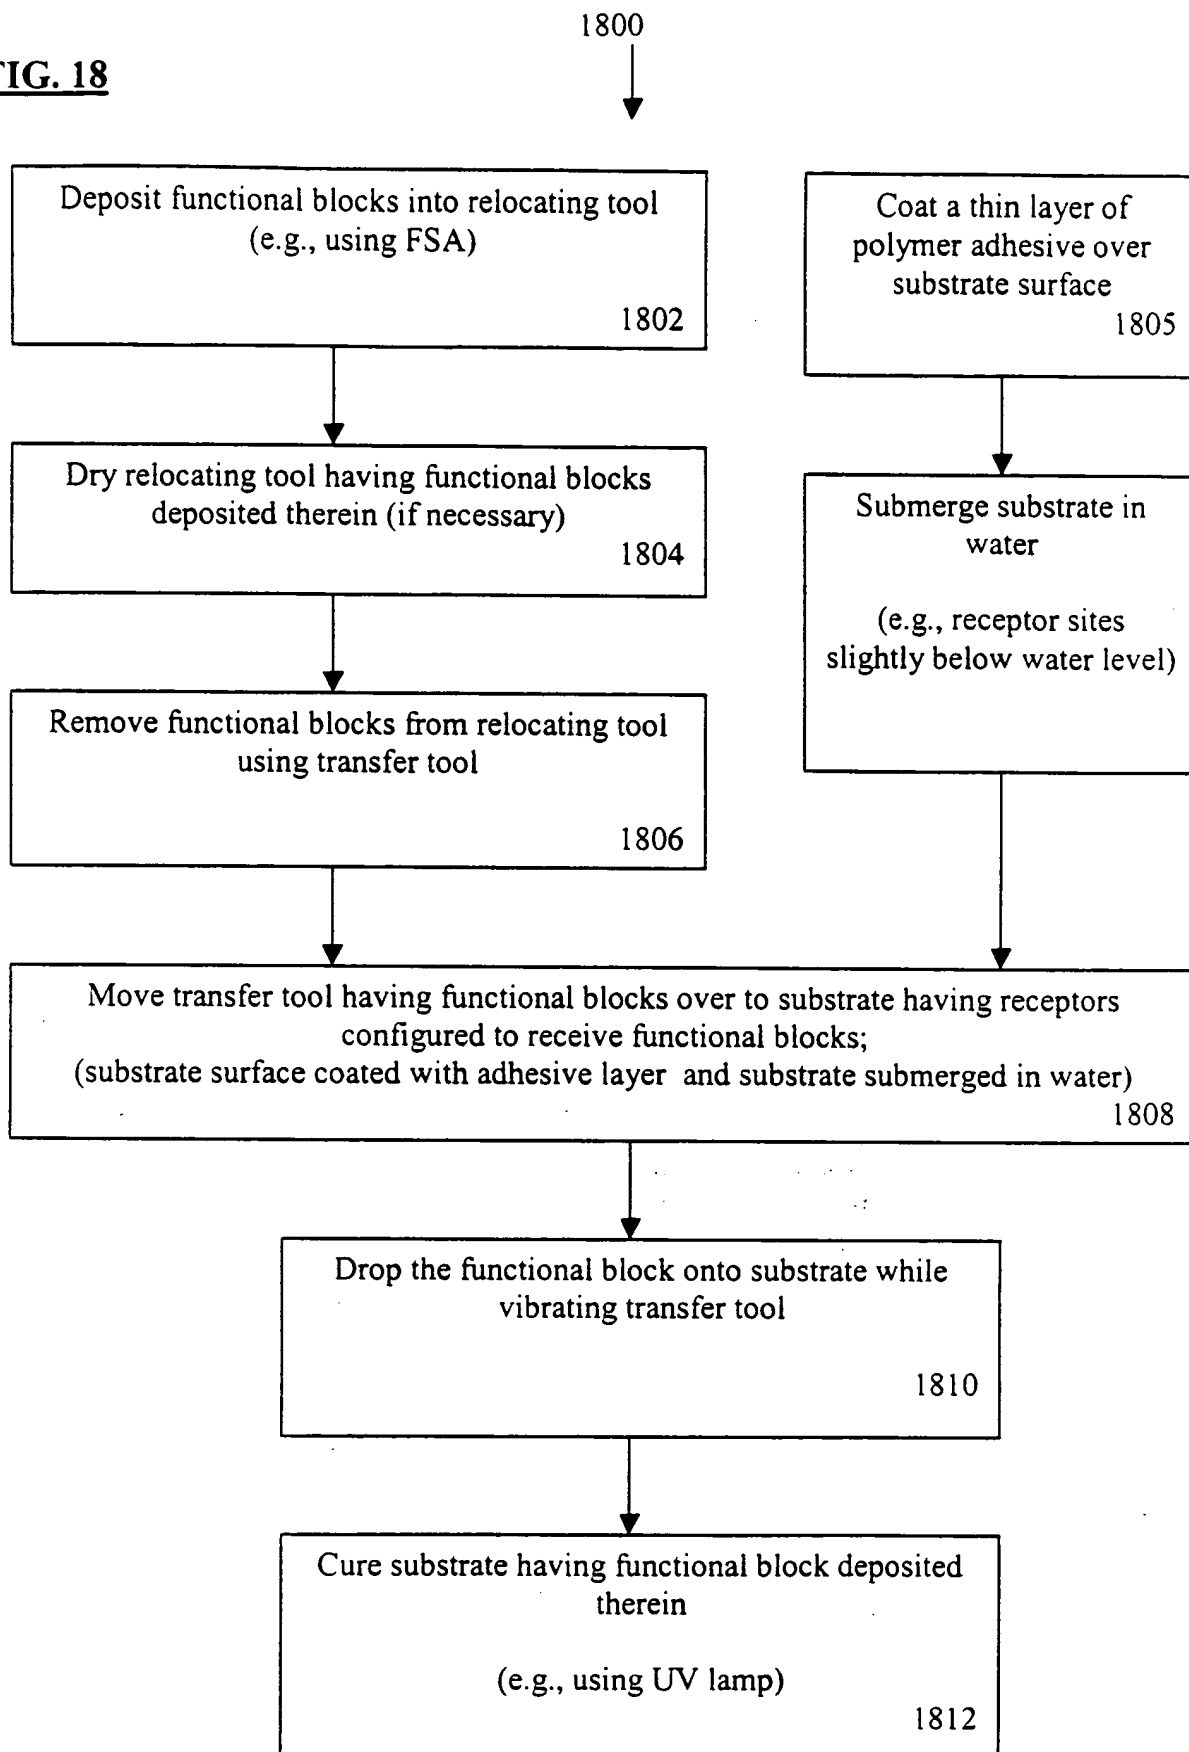 1800
FIG. 18
Deposit functional blocks into relocating tool
(e.g., using FSA)
1802
Coat a thin layer of
polymer adhesive over
substrate surface
1805
Dry relocating tool having functional blocks
deposited therein (if necessary)
1804
Submerge substrate in
water
(e.g., receptor sites
slightly below water level)
Remove functional blocks from relocating tool
using transfer tool
1806
Move transfer tool having functional blocks over to substrate having receptors
configured to receive functional blocks;
(substrate surface coated with adhesive layer and substrate submerged in water)
1808
Drop the functional block onto substrate while
vibrating transfer tool
1810
Cure substrate having functional block deposited
therein
(e.g., using UV lamp)
1812